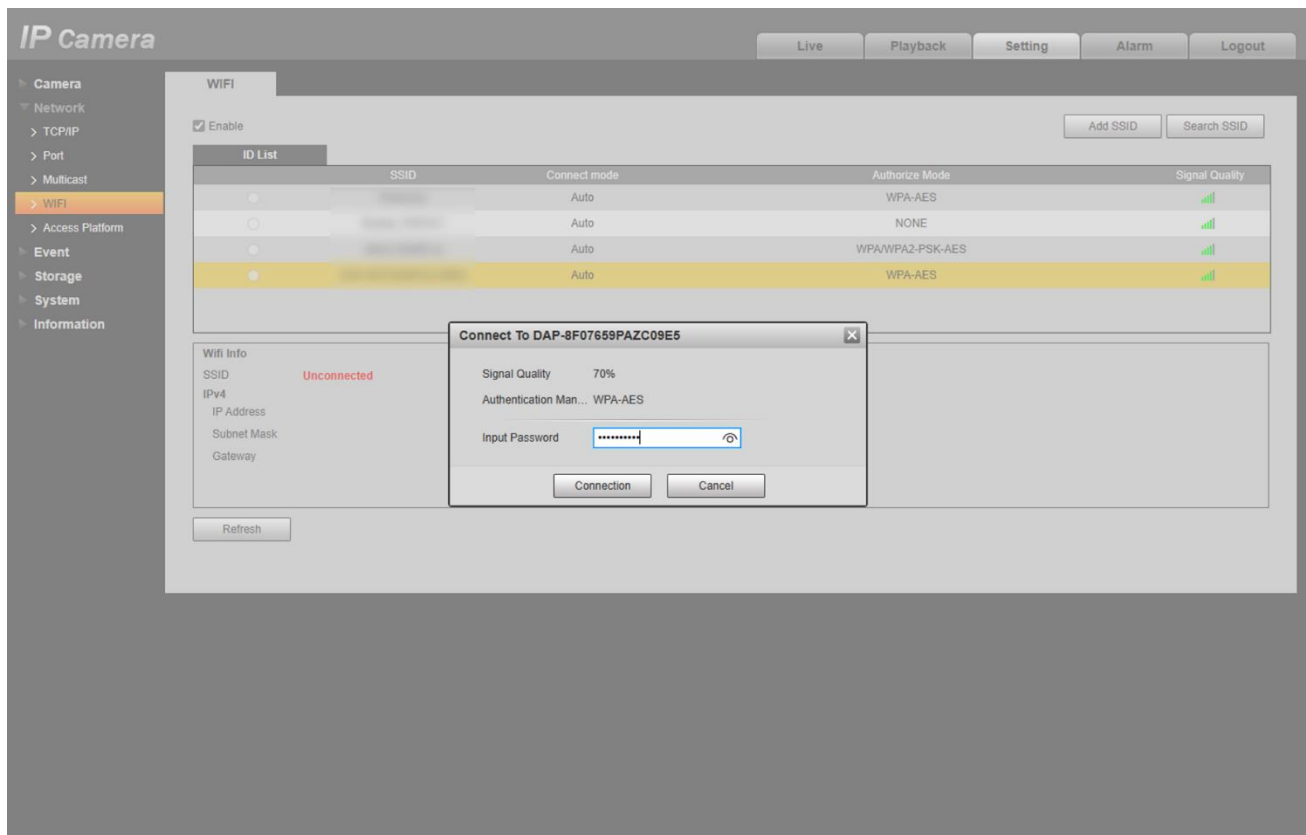 IP Camera
Live Playback Setting Alarm Logout
Camera
Network
TCP/IP
Port
Multicast
WIFI
Access Platform
Event
Storage
System
Information
WIFI
Enable
Add SSID Search SSID
ID List
SSID Connect mode Authorize Mode Signal Quality
Auto WPA-AES
Auto NONE
Auto WPA/WPA2-PSK-AES
Auto WPA-AES
Wifi Info
SSID Unconnected
IPv4
IP Address
Subnet Mask
Gateway
Refresh
Connect To DAP-8F07659PAZC09E5
Signal Quality 70%
Authentication Man... WPA-AES
Input Password ••••••••••
Connection Cancel